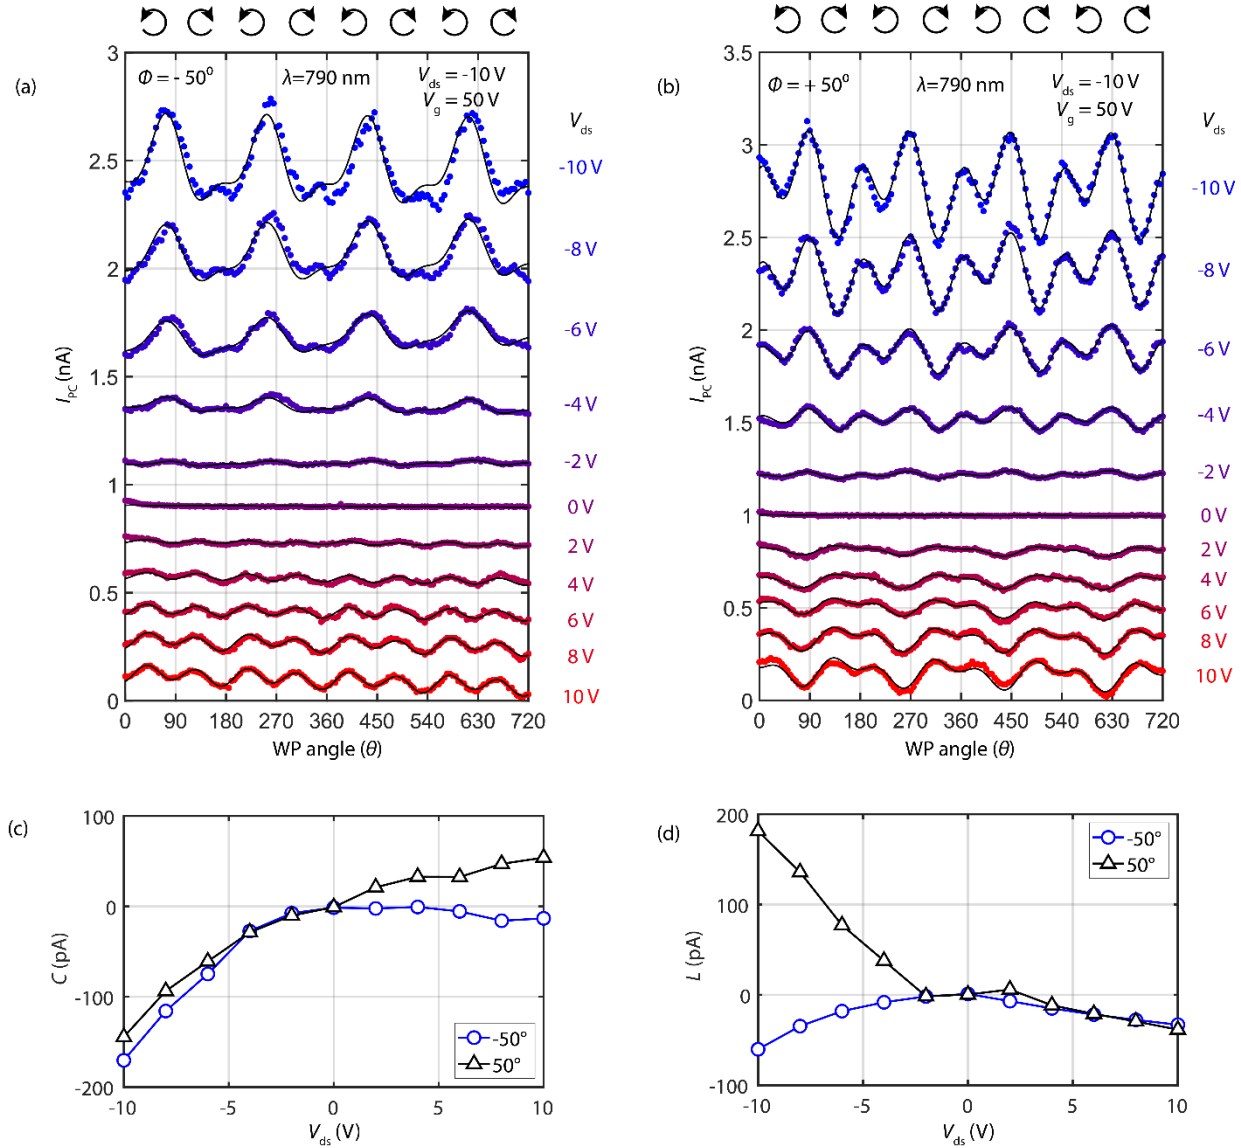 (a)
Φ = - 50°
λ=790 nm
V_ds = -10 V
V_g = 50 V
V_ds
-10 V
-8 V
-6 V
-4 V
-2 V
0 V
2 V
4 V
6 V
8 V
10 V
3
2.5
2
1.5
1
0.5
0
I_PC (nA)
0 90 180 270 360 450 540 630 720
WP angle (θ)
(b)
Φ = + 50°
λ=790 nm
V_ds = -10 V
V_g = 50 V
V_ds
-10 V
-8 V
-6 V
-4 V
-2 V
0 V
2 V
4 V
6 V
8 V
10 V
3.5
3
2.5
2
1.5
1
0.5
0
I_PC (nA)
0 90 180 270 360 450 540 630 720
WP angle (θ)
(c)
100
0
-100
-200
C (pA)
-50°
50°
-10 -5 0 5 10
V_ds (V)
(d)
200
100
0
-100
L (pA)
-50°
50°
-10 -5 0 5 10
V_ds (V)